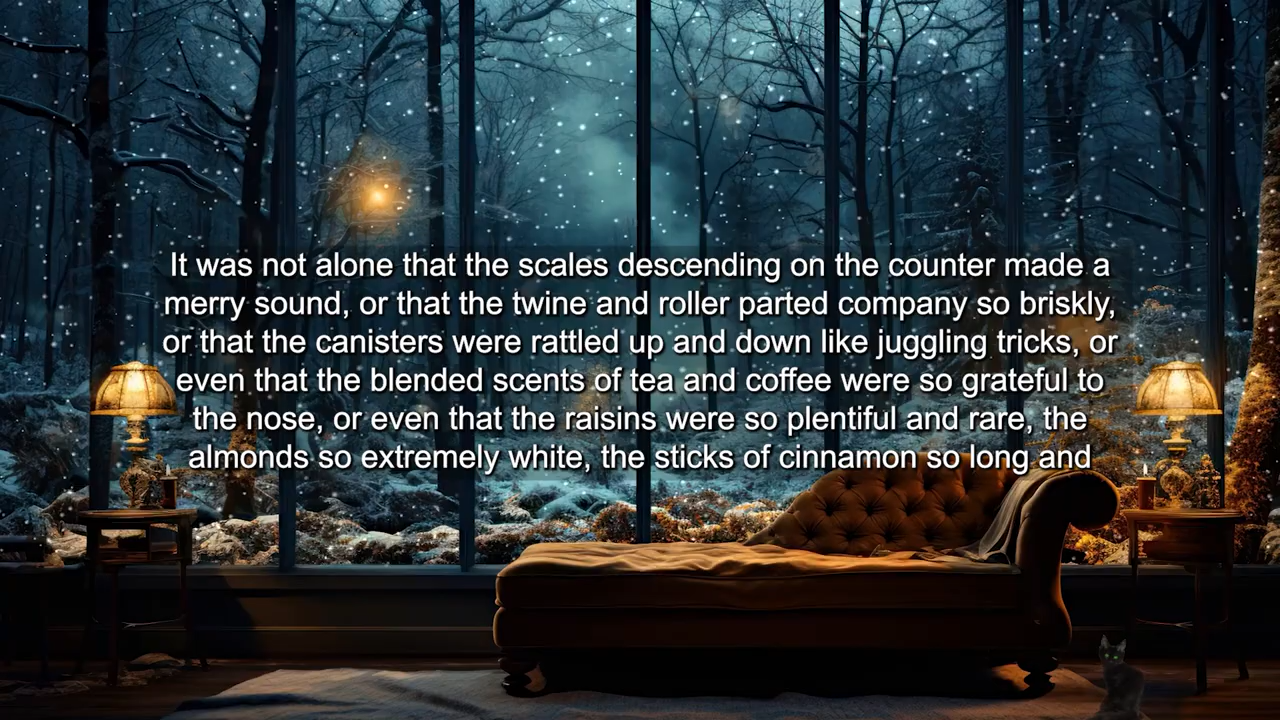 It was not alone that the scales descending on the counter made a
merry sound, or that the twine and roller parted company so briskly,
or that the canisters were rattled up and down like juggling tricks, or
even that the blended scents of tea and coffee were so grateful to
the nose, or even that the raisins were so plentiful and rare, the
almonds so extremely white, the sticks of cinnamon so long and